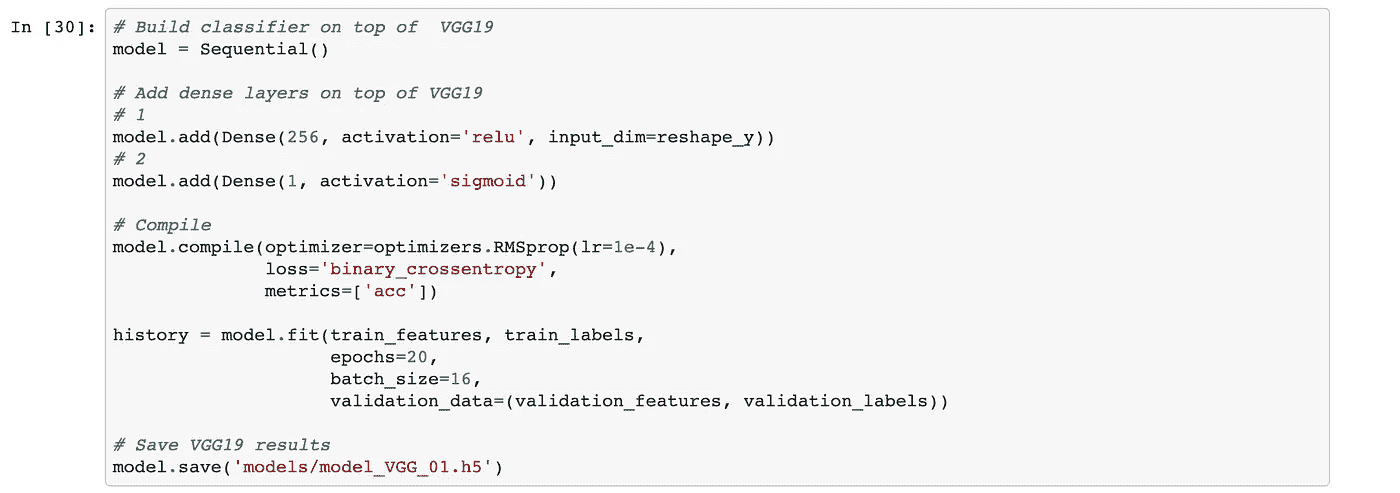 In [30]: # Build classifier on top of  VGG19
model = Sequential()
# Add dense layers on top of VGG19
# 1
model.add(Dense(256, activation='relu', input_dim=reshape_y))
# 2
model.add(Dense(1, activation='sigmoid'))
# Compile
model.compile(optimizer=optimizers.RMSprop(lr=1e-4),
loss='binary_crossentropy',
metrics=['acc'])
history = model.fit(train_features, train_labels,
epochs=20,
batch_size=16,
validation_data=(validation_features, validation_labels))
# Save VGG19 results
model.save('models/model_VGG_01.h5')